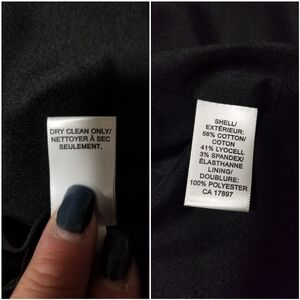 DRY CLEAN ONLY/
NETTOYER À SEC
SEULEMENT.
SHELL/
EXTÉRIEUR:
56% COTTON/
COTON
41% LYOCELL
3% SPANDEX/
ÉLASTHANNE
LINING/
DOUBLURE:
100% POLYESTER
CA 17897